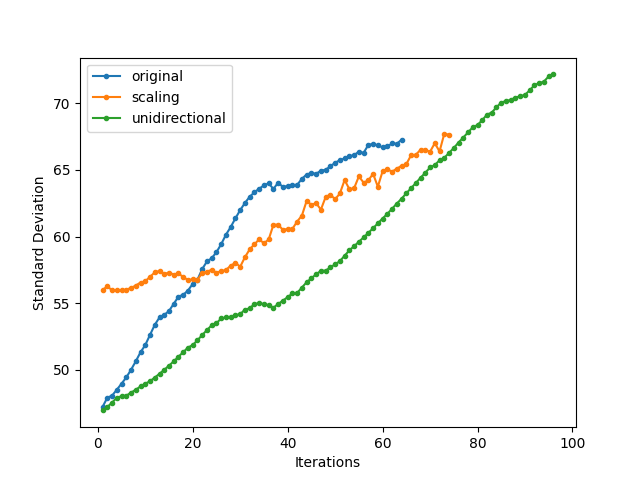 original
scaling
unidirectional
70
65
60
55
50
Standard Deviation
0 20 40 60 80 100
Iterations